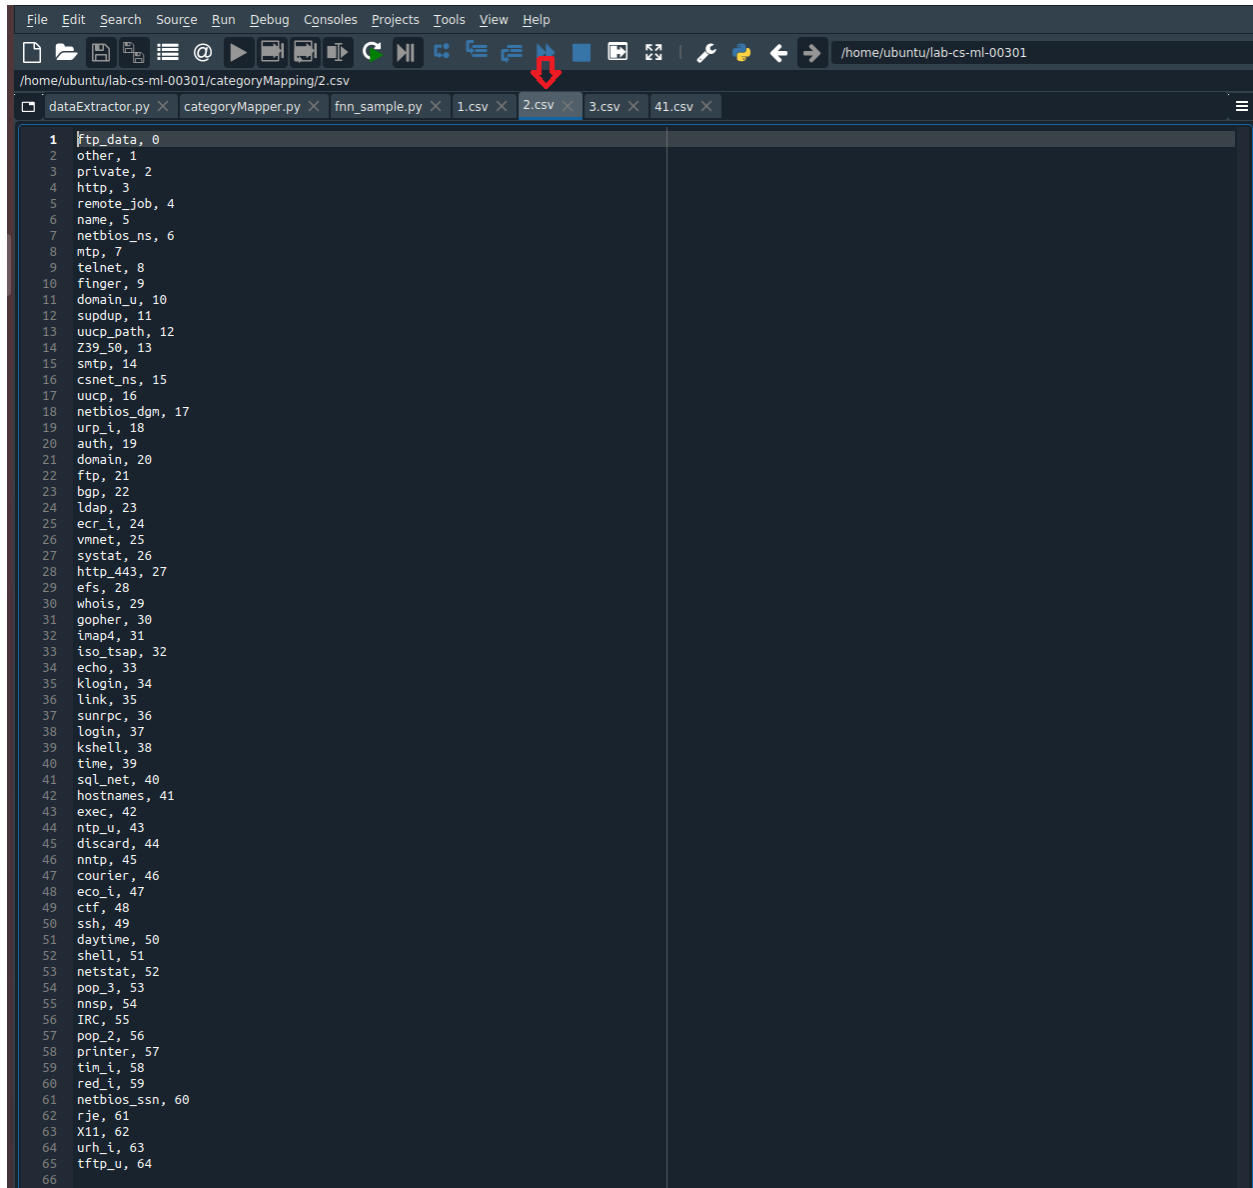 File Edit Search Source Run Debug Consoles Projects Tools View Help
@ /home/ubuntu/lab-cs-ml-00301
/home/ubuntu/lab-cs-ml-00301/categoryMapping/2.csv
dataExtractor.py categoryMapper.py fnn_sample.py 1.csv 2.csv 3.csv 41.csv
1 ftp_data, 0
2 other, 1
3 private, 2
4 http, 3
5 remote_job, 4
6 name, 5
7 netbios_ns, 6
8 mtp, 7
9 telnet, 8
10 finger, 9
11 domain_u, 10
12 supdup, 11
13 uucp_path, 12
14 Z39_50, 13
15 smtp, 14
16 csnet_ns, 15
17 uucp, 16
18 netbios_dgm, 17
19 urp_i, 18
20 auth, 19
21 domain, 20
22 ftp, 21
23 bgp, 22
24 ldap, 23
25 ecr_i, 24
26 vmnet, 25
27 systat, 26
28 http_443, 27
29 efs, 28
30 whois, 29
31 gopher, 30
32 imap4, 31
33 iso_tsap, 32
34 echo, 33
35 klogin, 34
36 link, 35
37 sunrpc, 36
38 login, 37
39 kshell, 38
40 time, 39
41 sql_net, 40
42 hostnames, 41
43 exec, 42
44 ntp_u, 43
45 discard, 44
46 nntp, 45
47 courier, 46
48 eco_i, 47
49 ctf, 48
50 ssh, 49
51 daytime, 50
52 shell, 51
53 netstat, 52
54 pop_3, 53
55 nnsp, 54
56 IRC, 55
57 pop_2, 56
58 printer, 57
59 tim_i, 58
60 red_i, 59
61 netbios_ssn, 60
62 rje, 61
63 X11, 62
64 urh_i, 63
65 tftp_u, 64
66